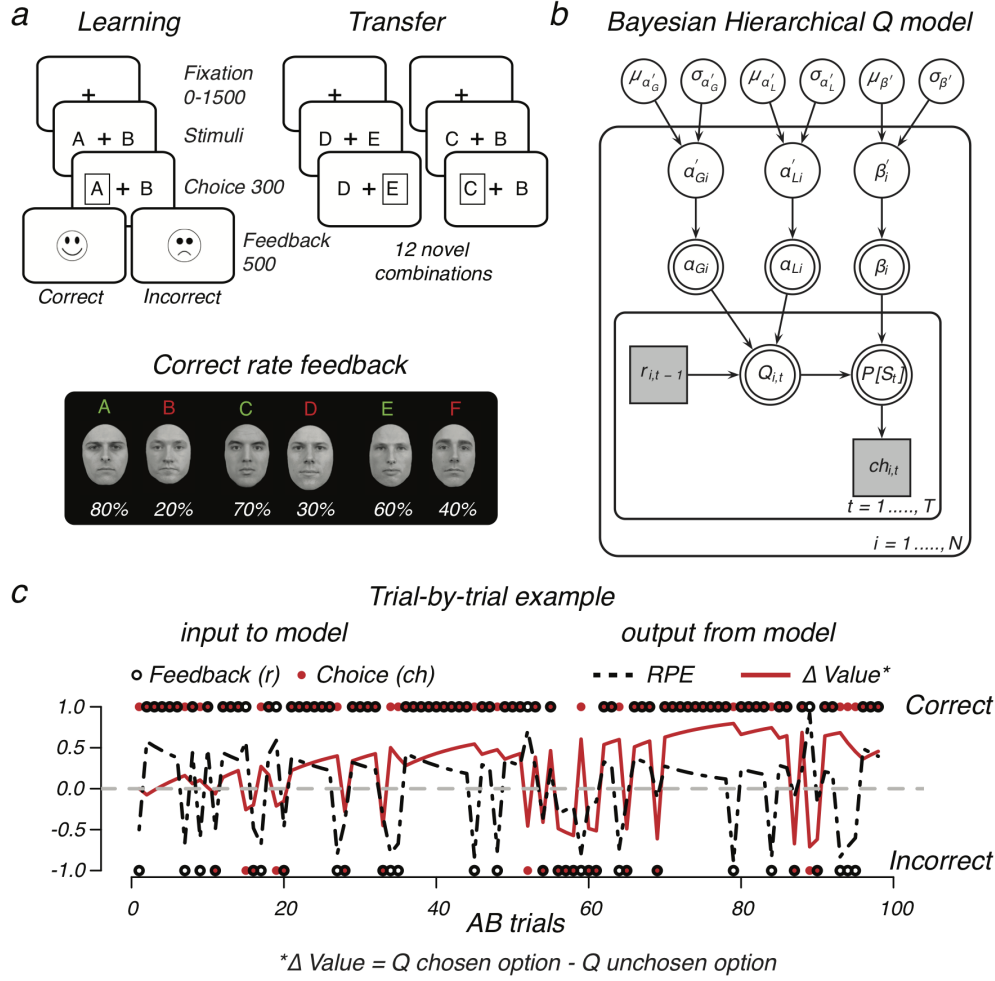 a
Learning
Transfer
Fixation
0-1500
Stimuli
Choice 300
Feedback
500
+
A + B
A + B
Correct
Incorrect
+
D + E
D + E
+
C + B
C + B
12 novel
combinations
Correct rate feedback
A B C D E F
80% 20% 70% 30% 60% 40%
b
Bayesian Hierarchical Q model
μα′G σα′G μα′L σα′L μβ′ σβ′
α′Gi α′Li β′i
αGi αLi βi
r i,t − 1 Qi,t P[St]
chi,t
t = 1 ....., T
i = 1 ....., N
c
Trial-by-trial example
input to model
output from model
Feedback (r) Choice (ch) RPE Δ Value*
1.0 Correct
0.5
0.0
-0.5
-1.0 Incorrect
0 20 40 60 80 100
AB trials
*Δ Value = Q chosen option - Q unchosen option